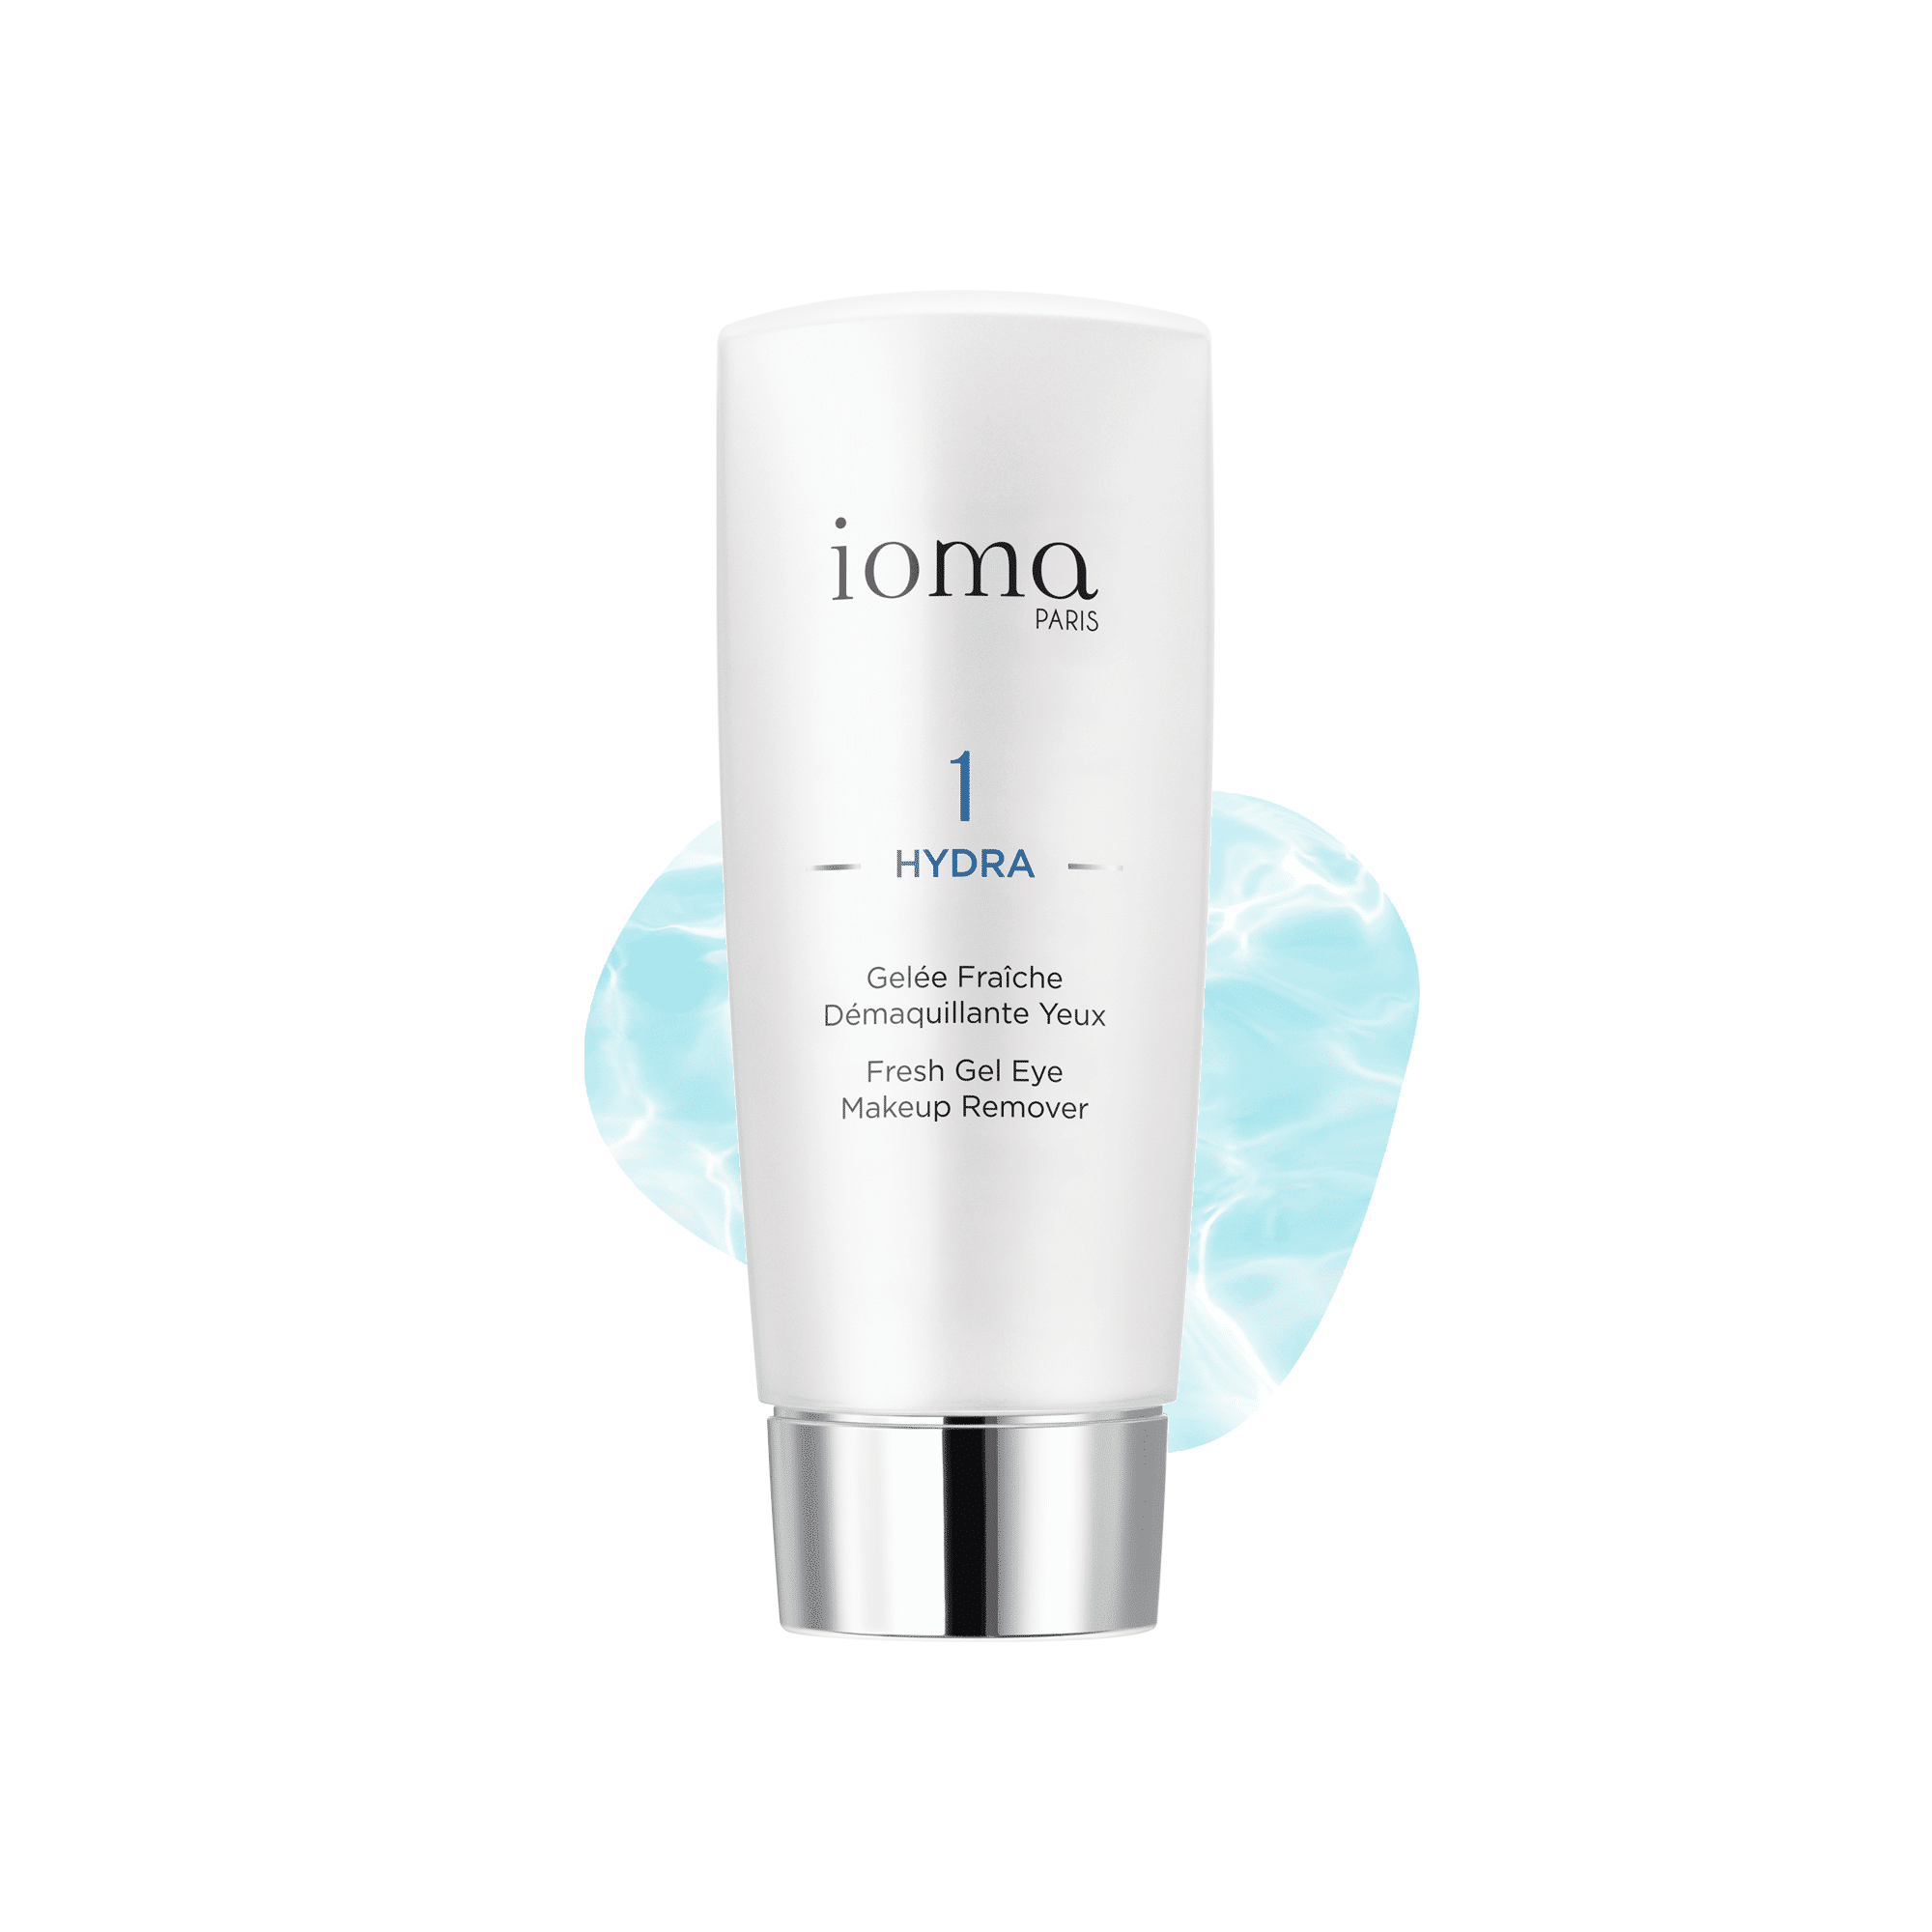 ioma
PARIS
1
HYDRA
Gelée Fraîche
Démaquillante Yeux
Fresh Gel Eye
Makeup Remover